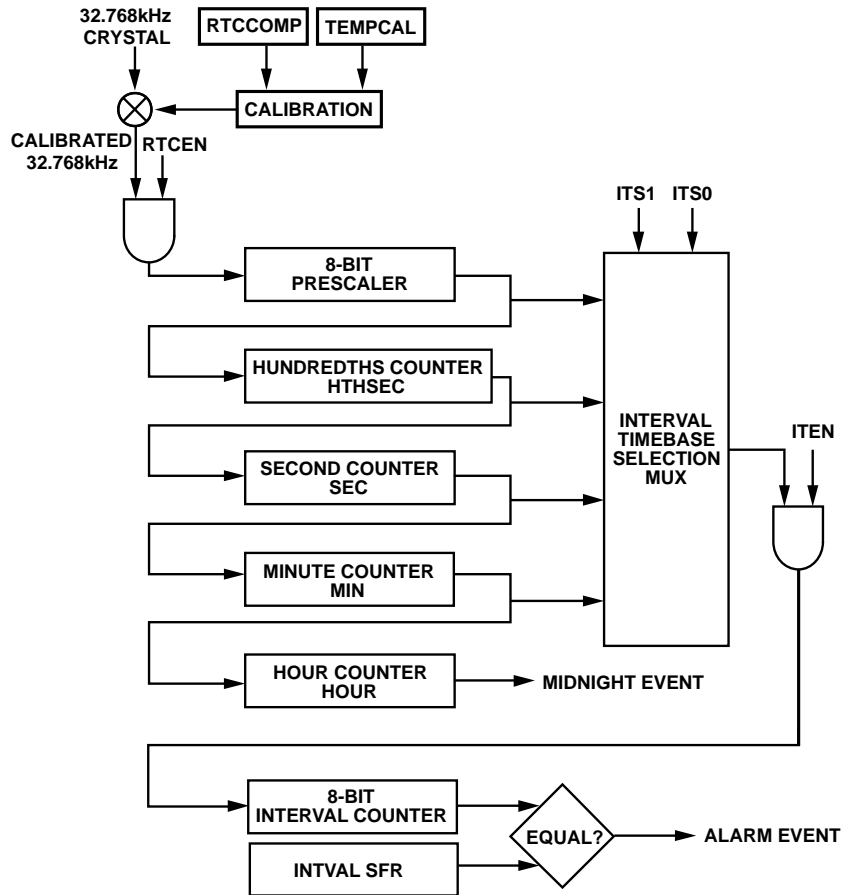 32.768kHz
CRYSTAL
RTCCOMP
TEMPCAL
CALIBRATION
CALIBRATED
32.768kHz
RTCEN
ITS1
ITS0
8-BIT
PRESCALER
HUNDREDTHS COUNTER
HTHSEC
INTERVAL
TIMEBASE
SELECTION
MUX
ITEN
SECOND COUNTER
SEC
MINUTE COUNTER
MIN
HOUR COUNTER
HOUR
MIDNIGHT EVENT
8-BIT
INTERVAL COUNTER
EQUAL?
ALARM EVENT
INTVAL SFR